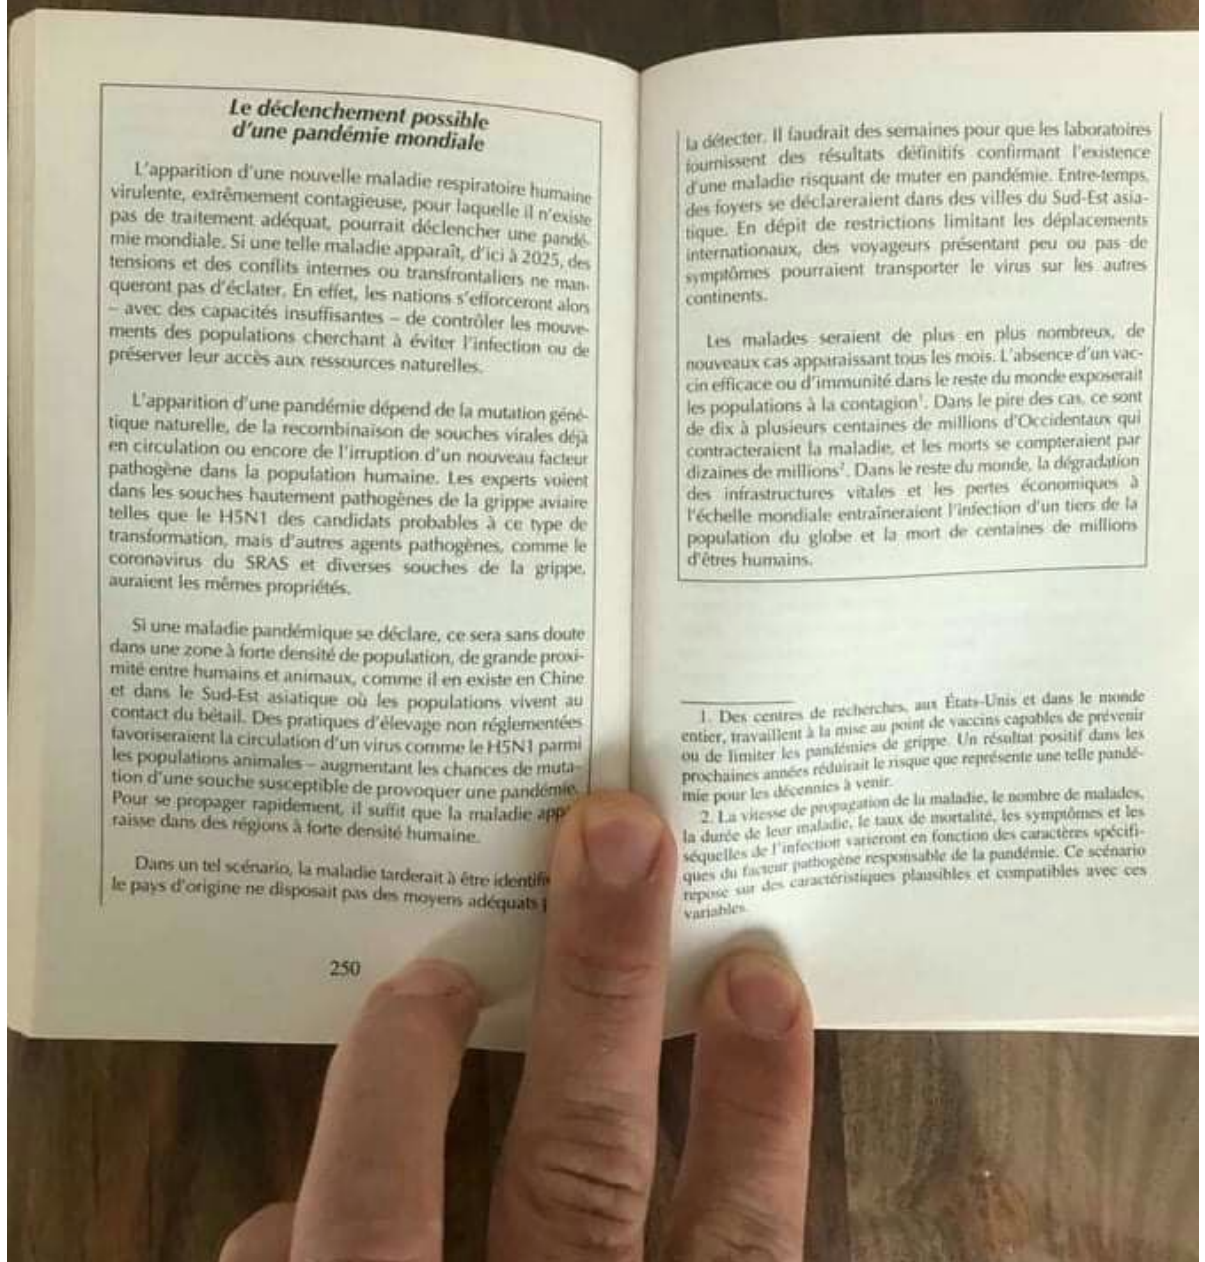 Le déclenchement possible
d'une pandémie mondiale
L'apparition d'une nouvelle maladie respiratoire humaine
virulente, extrêmement contagieuse, pour laquelle il n'existe
pas de traitement adéquat, pourrait déclencher une pandé-
mie mondiale. Si une telle maladie apparaît, d'ici à 2025, des
tensions et des conflits internes ou transfrontaliers ne man-
queront pas d'éclater. En effet, les nations s'efforceront alors
– avec des capacités insuffisantes – de contrôler les mouve-
ments des populations cherchant à éviter l'infection ou de
préserver leur accès aux ressources naturelles.
L'apparition d'une pandémie dépend de la mutation géné-
tique naturelle, de la recombinaison de souches virales déjà
en circulation ou encore de l'irruption d'un nouveau facteur
pathogène dans la population humaine. Les experts voient
dans les souches hautement pathogènes de la grippe aviaire
telles que le H5N1 des candidats probables à ce type de
transformation, mais d'autres agents pathogènes, comme le
coronavirus du SRAS et diverses souches de la grippe,
auraient les mêmes propriétés.
Si une maladie pandémique se déclare, ce sera sans doute
dans une zone à forte densité de population, de grande proxi-
mité entre humains et animaux, comme il en existe en Chine
et dans le Sud-Est asiatique où les populations vivent au
contact du bétail. Des pratiques d'élevage non réglementées
favoriseraient la circulation d'un virus comme le H5N1 parmi
les populations animales – augmentant les chances de muta-
tion d'une souche susceptible de provoquer une pandémie.
Pour se propager rapidement, il suffit que la maladie app
raisse dans des régions à forte densité humaine.
Dans un tel scénario, la maladie tarderait à être identifi
le pays d'origine ne disposait pas des moyens adéquats
250
la détecter. Il faudrait des semaines pour que les laboratoires
fournissent des résultats définitifs confirmant l'existence
d'une maladie risquant de muter en pandémie. Entre-temps,
des foyers se déclareraient dans des villes du Sud-Est asia-
tique. En dépit de restrictions limitant les déplacements
internationaux, des voyageurs présentant peu ou pas de
symptômes pourraient transporter le virus sur les autres
continents.
Les malades seraient de plus en plus nombreux, de
nouveaux cas apparaissant tous les mois. L'absence d'un vac-
cin efficace ou d'immunité dans le reste du monde exposerait
les populations à la contagion¹. Dans le pire des cas, ce sont
de dix à plusieurs centaines de millions d'Occidentaux qui
contracteraient la maladie, et les morts se compteraient par
dizaines de millions². Dans le reste du monde, la dégradation
des infrastructures vitales et les pertes économiques à
l'échelle mondiale entraîneraient l'infection d'un tiers de la
population du globe et la mort de centaines de millions
d'êtres humains.
1. Des centres de recherches, aux États-Unis et dans le monde
entier, travaillent à la mise au point de vaccins capables de prévenir
ou de limiter les pandémies de grippe. Un résultat positif dans les
prochaines années réduirait le risque que représente une telle pandé-
mie pour les décennies à venir.
2. La vitesse de propagation de la maladie, le nombre de malades,
la durée de leur maladie, le taux de mortalité, les symptômes et les
séquelles de l'infection varieront en fonction des caractères spécifi-
ques du facteur pathogène responsable de la pandémie. Ce scénario
repose sur des caractéristiques plausibles et compatibles avec ces
variables.